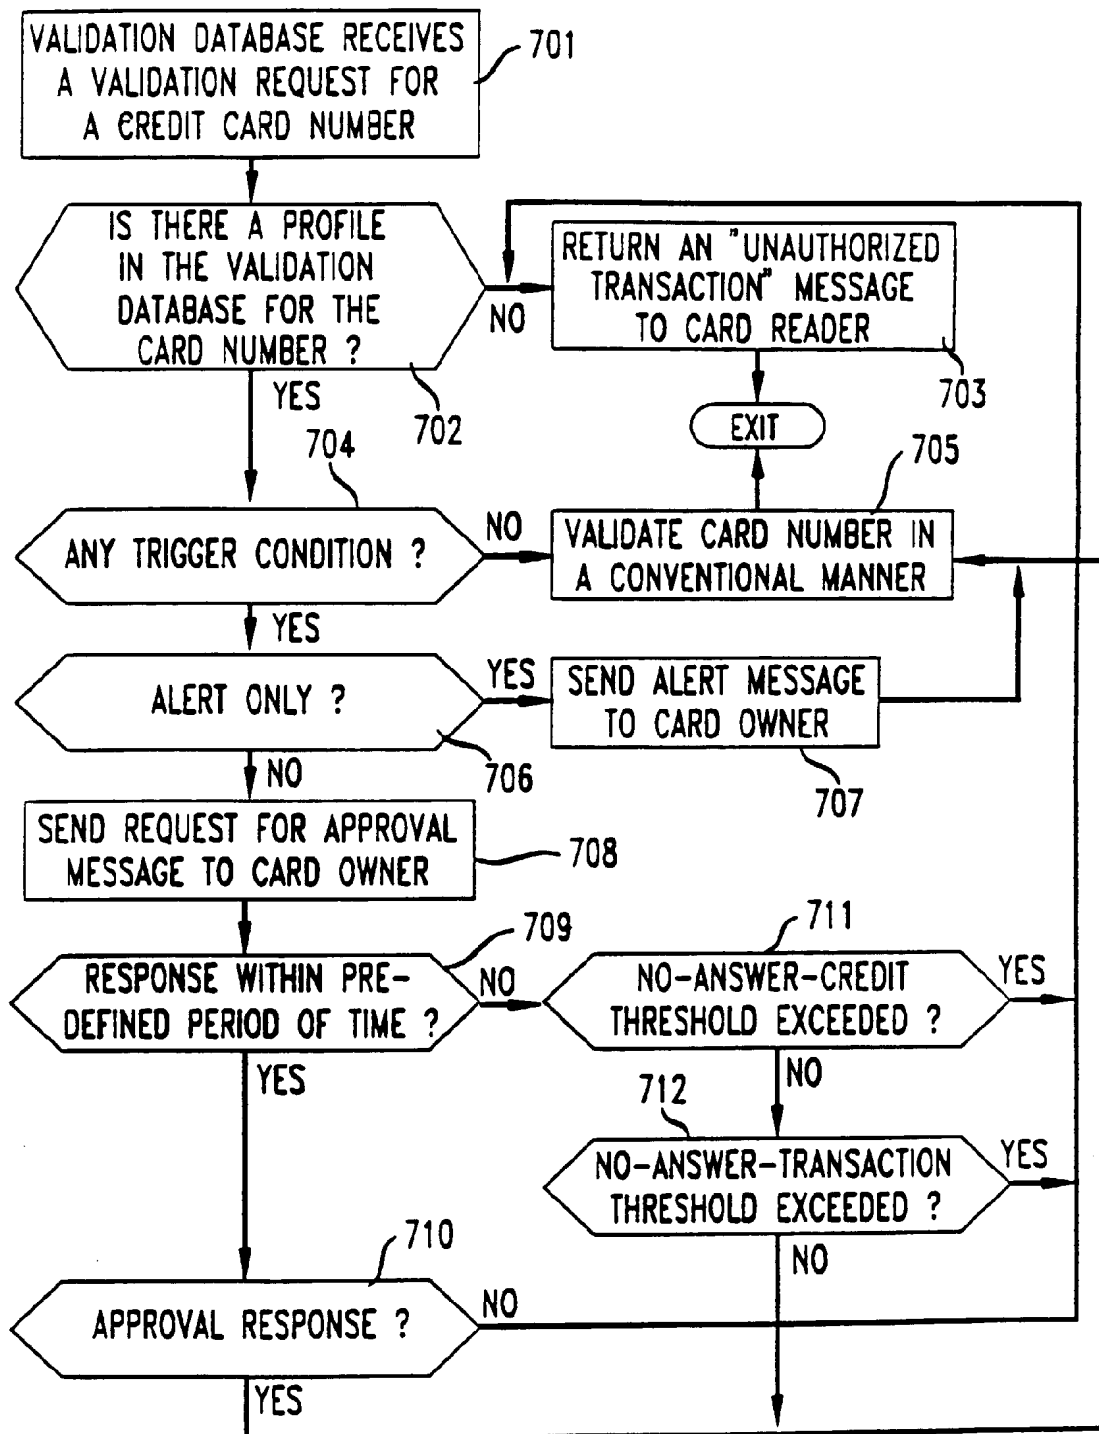 VALIDATION DATABASE RECEIVES
A VALIDATION REQUEST FOR
A CREDIT CARD NUMBER
701
IS THERE A PROFILE
IN THE VALIDATION
DATABASE FOR THE
CARD NUMBER ?
702
NO
YES
RETURN AN "UNAUTHORIZED
TRANSACTION" MESSAGE
TO CARD READER
703
EXIT
704
ANY TRIGGER CONDITION ?
NO
YES
705
VALIDATE CARD NUMBER IN
A CONVENTIONAL MANNER
ALERT ONLY ?
706
YES
NO
SEND ALERT MESSAGE
TO CARD OWNER
707
SEND REQUEST FOR APPROVAL
MESSAGE TO CARD OWNER
708
709
RESPONSE WITHIN PRE-
DEFINED PERIOD OF TIME ?
NO
YES
711
NO-ANSWER-CREDIT
THRESHOLD EXCEEDED ?
YES
NO
712
NO-ANSWER-TRANSACTION
THRESHOLD EXCEEDED ?
YES
NO
710
APPROVAL RESPONSE ?
NO
YES